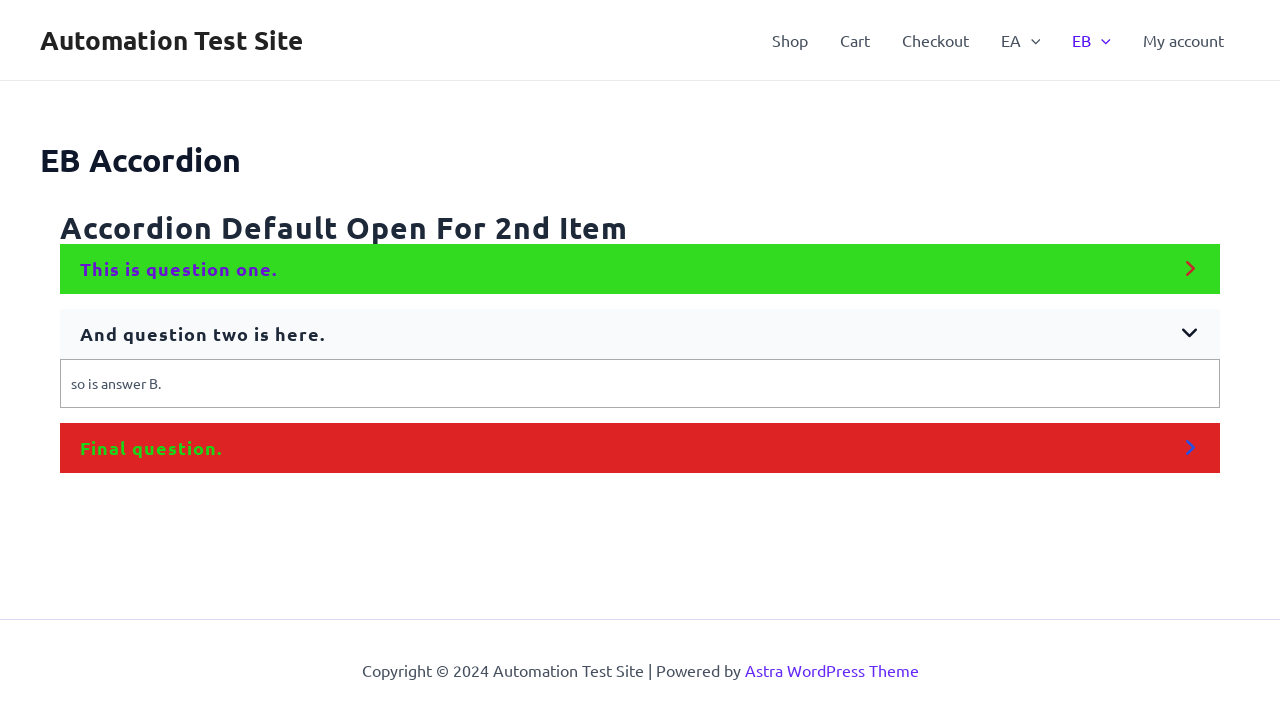 Automation Test Site
Shop Cart Checkout EA EB My account
EB Accordion
Accordion Default Open For 2nd Item
This is question one.
And question two is here.
so is answer B.
Final question.
Copyright © 2024 Automation Test Site | Powered by Astra WordPress Theme